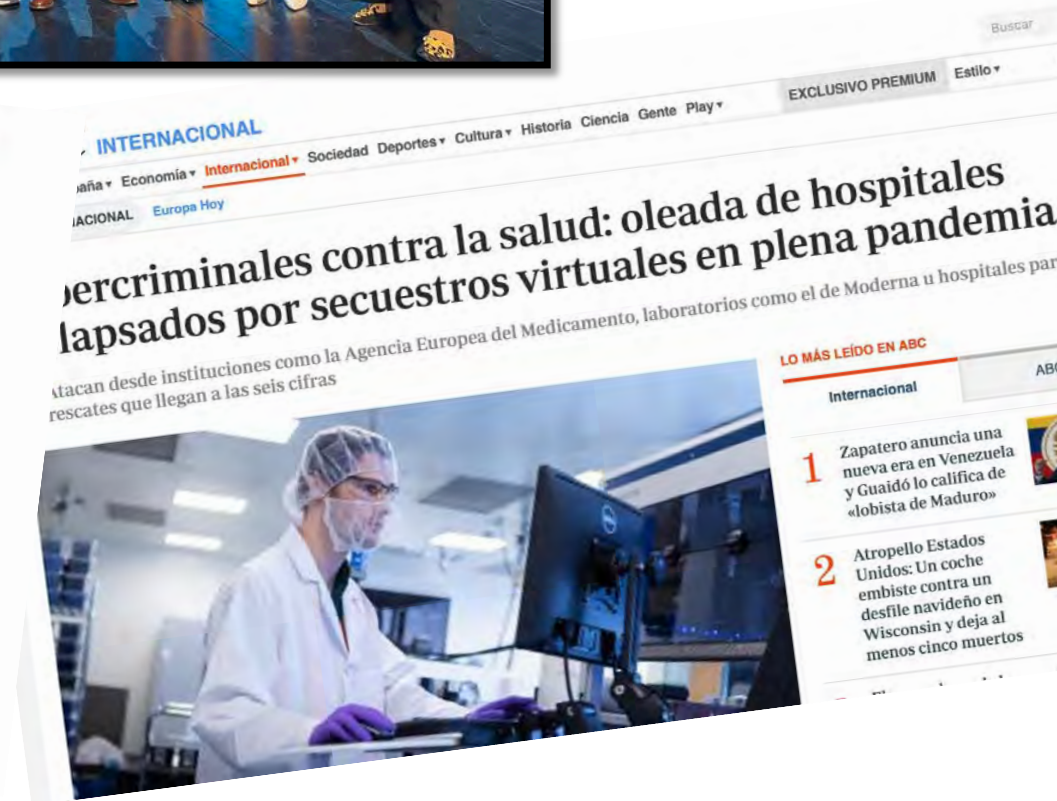 Buscar
INTERNACIONAL
Economía Internacional Sociedad Deportes Cultura Historia Ciencia Gente Play EXCLUSIVO PREMIUM Estilo
Europa Hoy
contra la salud: oleada de hospitales
por secuestros virtuales en plena pandemia
desde instituciones como la Agencia Europea del Medicamento, laboratorios como el de Moderna u hospitales
rescates que llegan a las seis cifras
LO MÁS LEÍDO EN ABC
Internacional
1
Zapatero anuncia una
nueva era en Venezuela
y Guaidó lo califica de
«lobista de Maduro»
2
Atropello Estados
Unidos: Un coche
embiste contra un
desfile navideño en
Wisconsin y deja al
menos cinco muertos